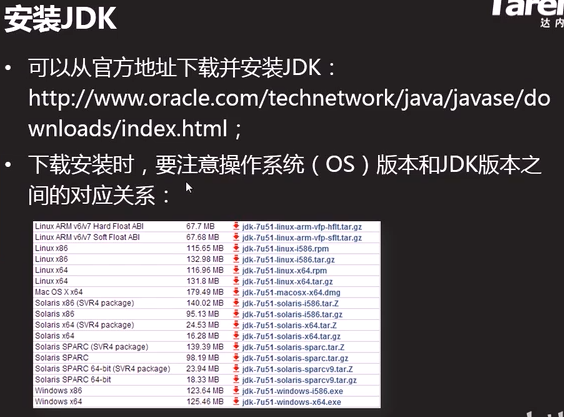 安装JDK
Tarena
达内
• 可以从官方地址下载并安装JDK：
http://www.oracle.com/technetwork/java/javase/do
wnloads/index.html；
• 下载安装时，要注意操作系统（OS）版本和JDK版本之
间的对应关系：
Linux ARM v6/v7 Hard Float ABI 67.7 MB jdk-7u51-linux-arm-vfp-hflt.tar.gz
Linux ARM v6/v7 Soft Float ABI 67.68 MB jdk-7u51-linux-arm-vfp-sflt.tar.gz
Linux x86 115.65 MB jdk-7u51-linux-i586.rpm
Linux x86 132.98 MB jdk-7u51-linux-i586.tar.gz
Linux x64 116.96 MB jdk-7u51-linux-x64.rpm
Linux x64 131.8 MB jdk-7u51-linux-x64.tar.gz
Mac OS X x64 179.49 MB jdk-7u51-macosx-x64.dmg
Solaris x86 (SVR4 package) 140.02 MB jdk-7u51-solaris-i586.tar.Z
Solaris x86 95.13 MB jdk-7u51-solaris-i586.tar.gz
Solaris x64 (SVR4 package) 24.53 MB jdk-7u51-solaris-x64.tar.Z
Solaris x64 16.28 MB jdk-7u51-solaris-x64.tar.gz
Solaris SPARC (SVR4 package) 139.39 MB jdk-7u51-solaris-sparc.tar.Z
Solaris SPARC 98.19 MB jdk-7u51-solaris-sparc.tar.gz
Solaris SPARC 64-bit (SVR4 package) 23.94 MB jdk-7u51-solaris-sparcv9.tar.Z
Solaris SPARC 64-bit 18.33 MB jdk-7u51-solaris-sparcv9.tar.gz
Windows x86 123.64 MB jdk-7u51-windows-i586.exe
Windows x64 125.46 MB jdk-7u51-windows-x64.exe